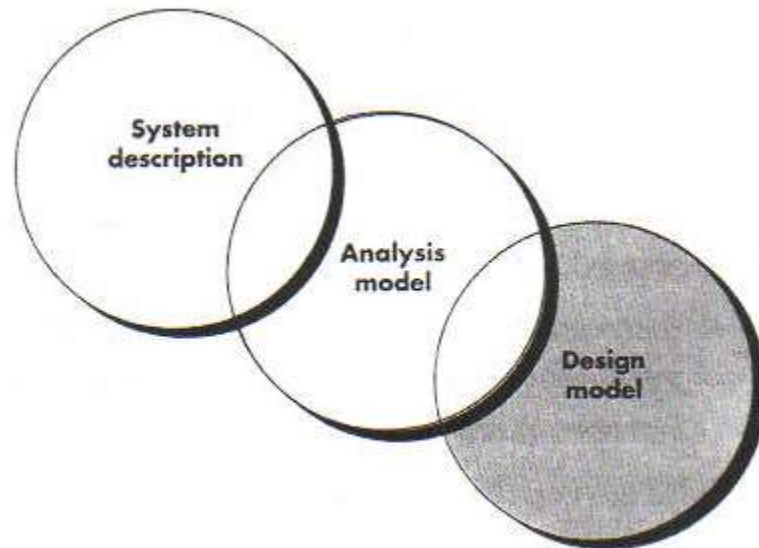 System
description
Analysis
model
Design
model